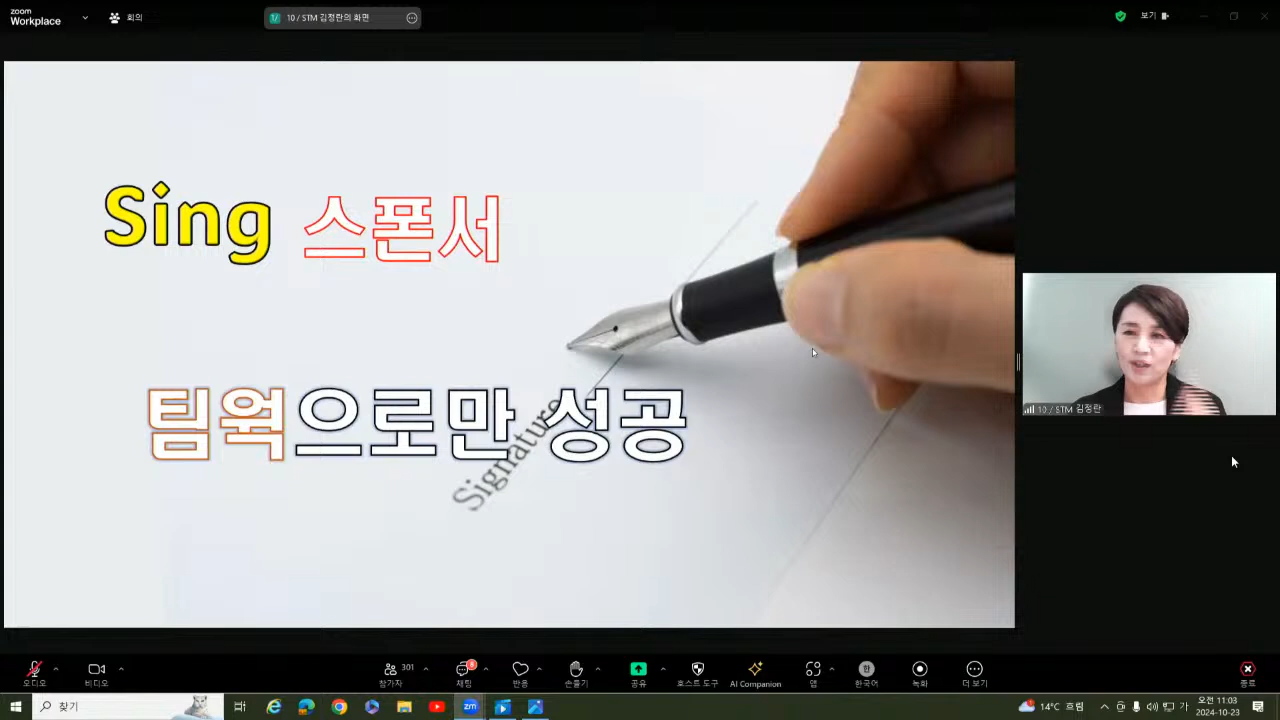 zoom
Workplace
회의
10 / STM 김정란의 화면
보기
Sing 스폰서
팀웍으로만 성공
Signature
10 / STM 김정란
오디오
비디오
301
참가자
8
채팅
반응
손들기
공유
호스트 도구
AI Companion
앱
한
한국어
녹화
더 보기
종료
찾기
zm
14°C 흐림
가
오전 11:03
2024-10-23